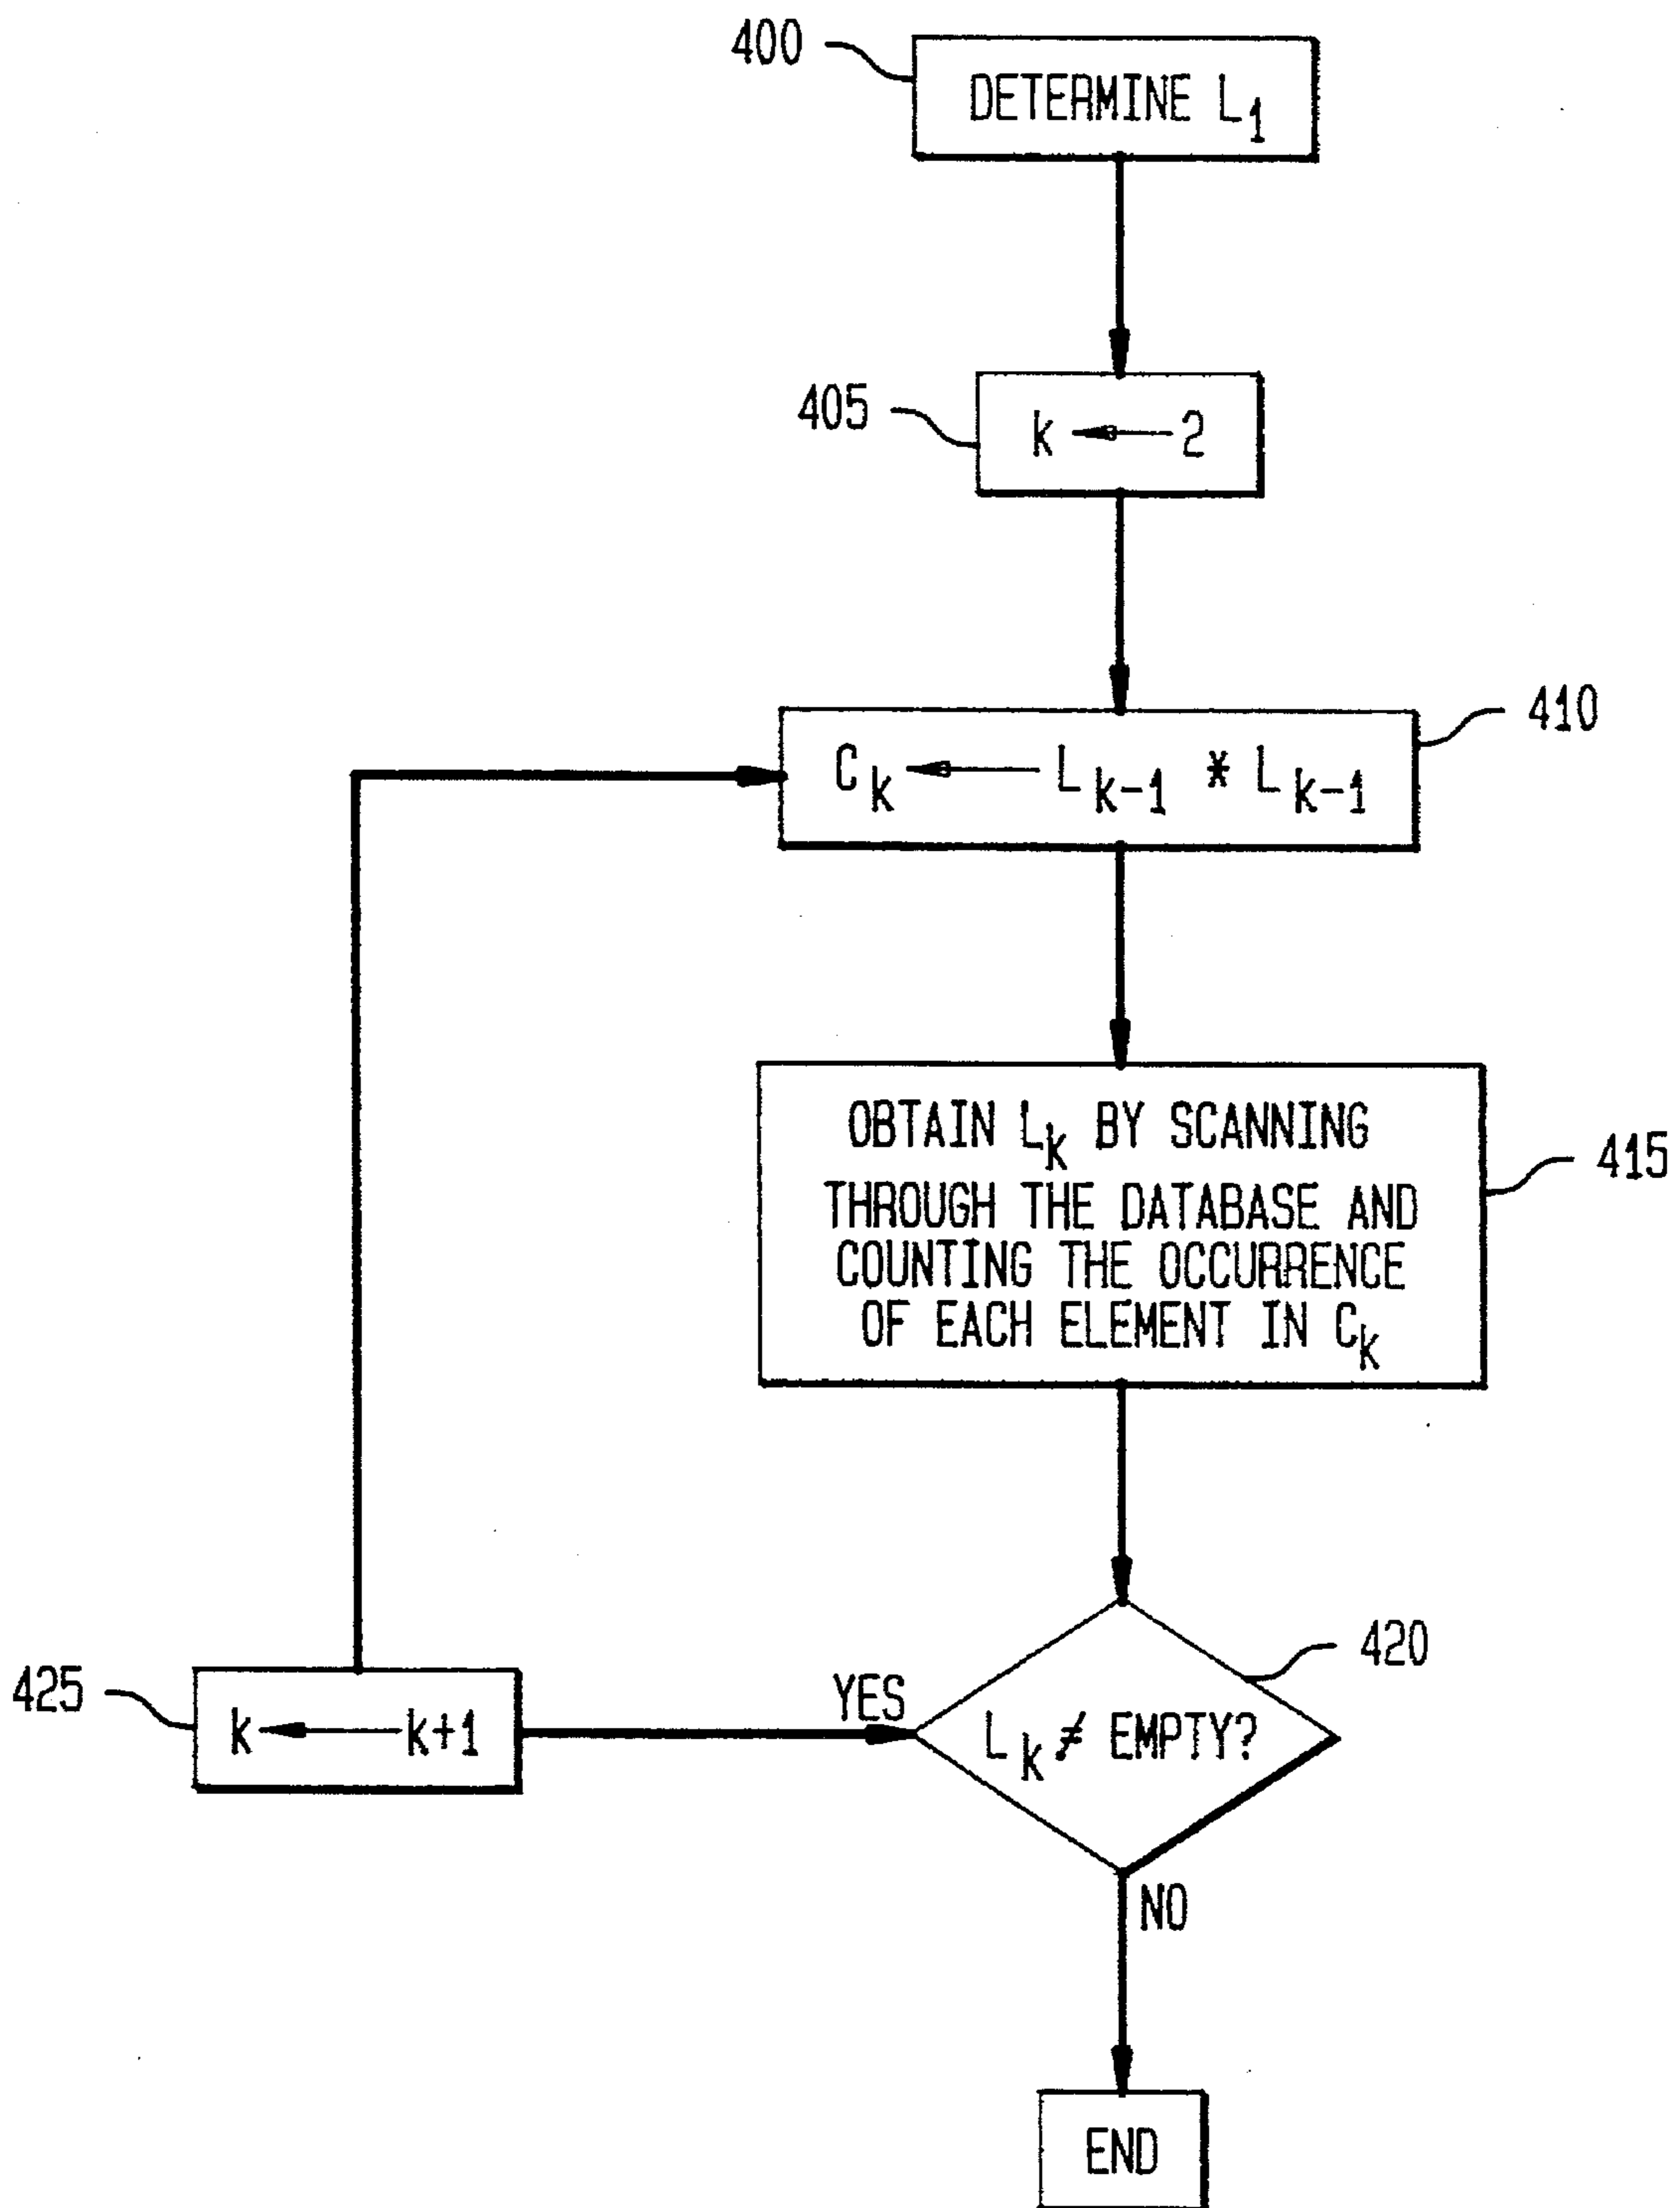 400
DETERMINE L₁
405
k ← 2
410
Cₖ ← Lₖ₋₁ * Lₖ₋₁
OBTAIN Lₖ BY SCANNING
THROUGH THE DATABASE AND
COUNTING THE OCCURRENCE
OF EACH ELEMENT IN Cₖ
415
420
425
k ← k+1
YES
Lₖ ≠ EMPTY?
NO
END